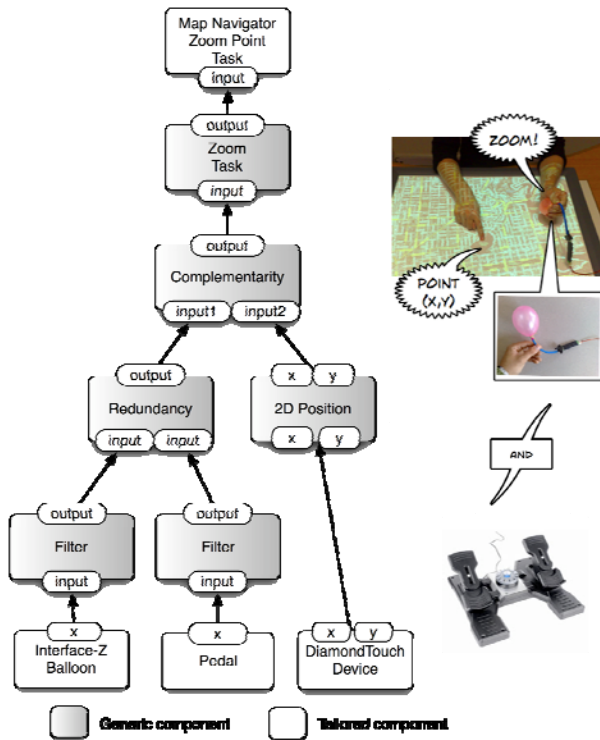 Map Navigator
Zoom Point
Task
input
output
Zoom
Task
input
output
Complementarity
input1 input2
output
Redundancy
input input
x y
2D Position
x y
output
Filter
input
output
Filter
input
x
Interface-Z
Balloon
x
Pedal
x y
DiamondTouch
Device
Generic component
Tailored component
ZOOM!
POINT
(X,Y)
AND